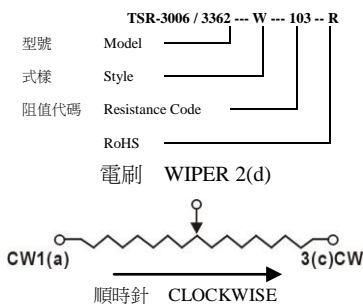 TSR-3006 / 3362 --- W --- 103 -- R
型號 Model
式樣 Style
阻值代碼 Resistance Code
RoHS
電刷 WIPER 2(d)
CW1(a) 3(c)CW
順時針 CLOCKWISE